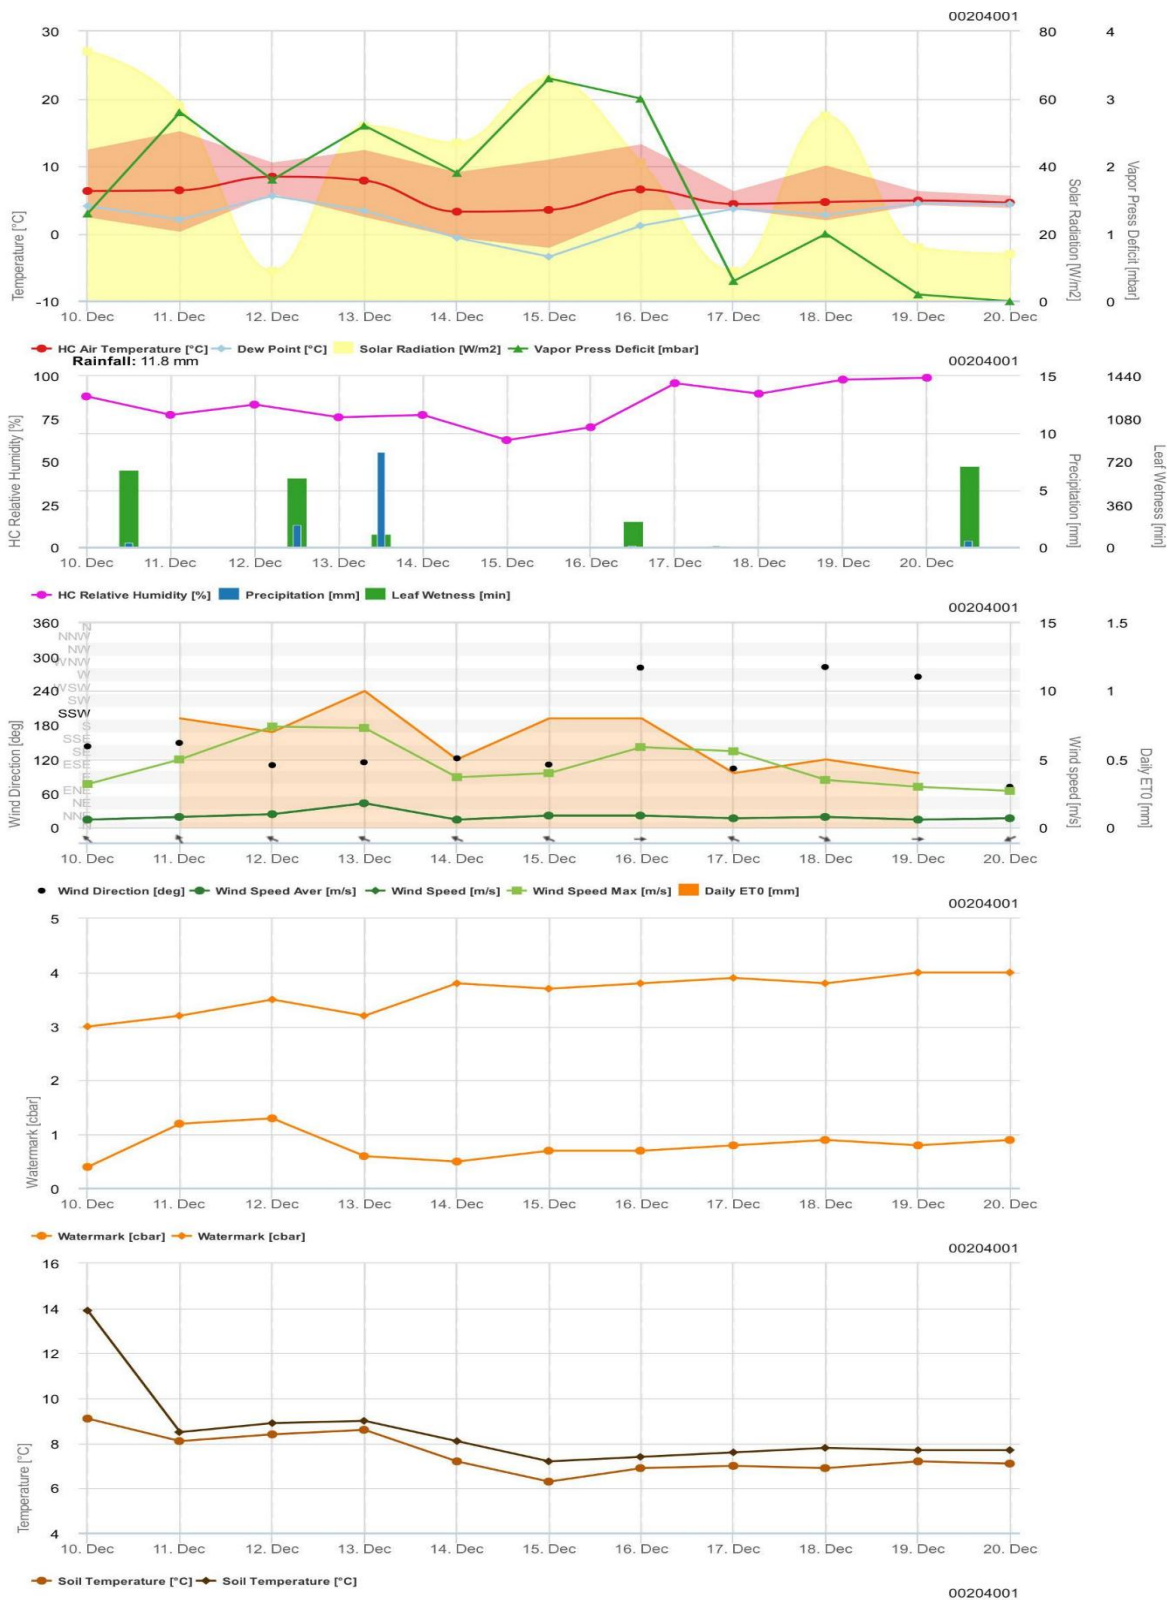 00204001
30 80 4
20 60 3
10 40 2
0 20 1
-10 0 0
Temperature [°C]
Solar Radiation [W/m2]
Vapor Press Deficit [mbar]
10. Dec 11. Dec 12. Dec 13. Dec 14. Dec 15. Dec 16. Dec 17. Dec 18. Dec 19. Dec 20. Dec
HC Air Temperature [°C] Dew Point [°C] Solar Radiation [W/m2] Vapor Press Deficit [mbar]
Rainfall: 11.8 mm
00204001
100 15 1440
75 10 1080
50 5 720
25 360
0 0 0
HC Relative Humidity [%]
Precipitation [mm]
Leaf Wetness [min]
10. Dec 11. Dec 12. Dec 13. Dec 14. Dec 15. Dec 16. Dec 17. Dec 18. Dec 19. Dec 20. Dec
HC Relative Humidity [%] Precipitation [mm] Leaf Wetness [min]
00204001
360 N 15 1.5
NNW
NW
300 WNW
W
240 WSW 10 1
SW
SSW
180 S
SSE
SE
120 ESE 5 0.5
E
60 ENE
NE
NNE
0 0 0
Wind Direction [deg]
Wind speed [m/s]
Daily ET0 [mm]
10. Dec 11. Dec 12. Dec 13. Dec 14. Dec 15. Dec 16. Dec 17. Dec 18. Dec 19. Dec 20. Dec
Wind Direction [deg] Wind Speed Aver [m/s] Wind Speed [m/s] Wind Speed Max [m/s] Daily ET0 [mm]
00204001
5
4
3
2
1
0
Watermark [cbar]
10. Dec 11. Dec 12. Dec 13. Dec 14. Dec 15. Dec 16. Dec 17. Dec 18. Dec 19. Dec 20. Dec
Watermark [cbar] Watermark [cbar]
00204001
16
14
12
10
8
6
4
Temperature [°C]
10. Dec 11. Dec 12. Dec 13. Dec 14. Dec 15. Dec 16. Dec 17. Dec 18. Dec 19. Dec 20. Dec
Soil Temperature [°C] Soil Temperature [°C]
00204001